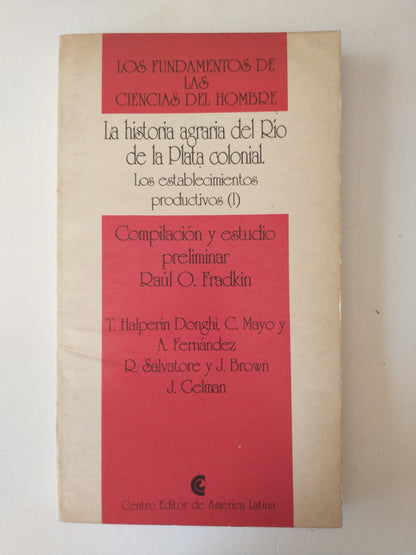 LOS FUNDAMENTOS DE
LAS
CIENCIAS DEL HOMBRE
La historia agraria del Río
de la Plata colonial.
Los establecimientos
productivos (I)
Compilación y estudio
preliminar
Raúl O. Fradkin
T. Halperín Donghi, C. Mayo y
A. Fernández
R. Salvatore y J. Brown
J. Gelman
Centro Editor de América Latina